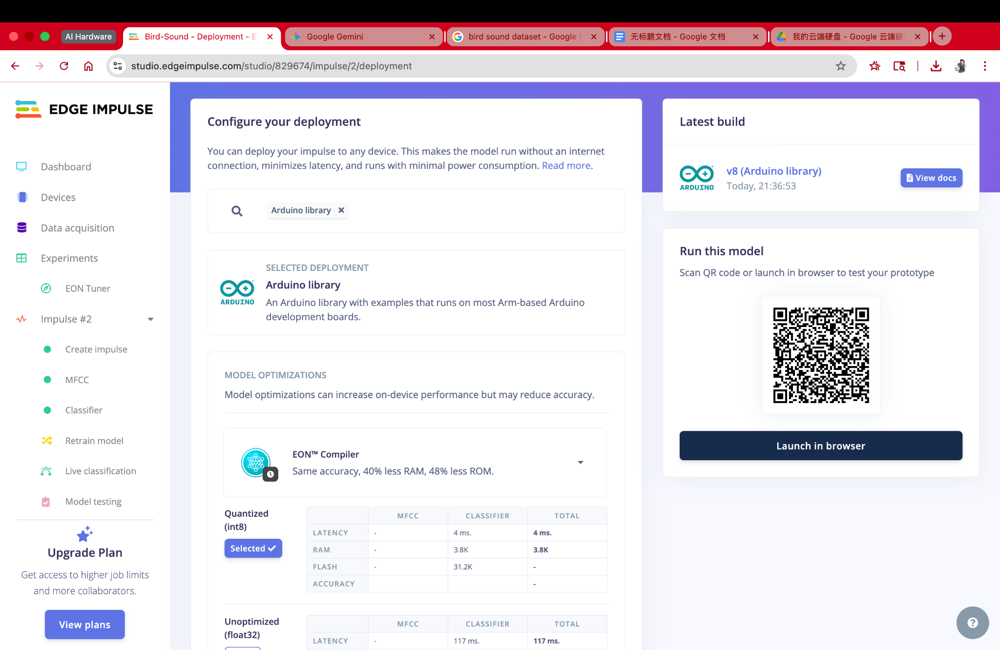 AI Hardware
Bird-Sound - Deployment - E
Google Gemini
bird sound dataset - Google
无标题文档 - Google 文档
我的云端硬盘 - Google 云端硬
studio.edgeimpulse.com/studio/829674/impulse/2/deployment
EDGE IMPULSE
Dashboard
Devices
Data acquisition
Experiments
EON Tuner
Impulse #2
Create impulse
MFCC
Classifier
Retrain model
Live classification
Model testing
Upgrade Plan
Get access to higher job limits
and more collaborators.
View plans
Configure your deployment
You can deploy your impulse to any device. This makes the model run without an internet
connection, minimizes latency, and runs with minimal power consumption. Read more.
Arduino library
SELECTED DEPLOYMENT
ARDUINO
Arduino library
An Arduino library with examples that runs on most Arm-based Arduino
development boards.
MODEL OPTIMIZATIONS
Model optimizations can increase on-device performance but may reduce accuracy.
EON™ Compiler
Same accuracy, 40% less RAM, 48% less ROM.
Quantized
(int8)
Selected
MFCC CLASSIFIER TOTAL
LATENCY - 4 ms. 4 ms.
RAM - 3.8K 3.8K
FLASH - 31.2K -
ACCURACY -
Unoptimized
(float32)
MFCC CLASSIFIER TOTAL
LATENCY - 117 ms. 117 ms.
Latest build
ARDUINO
v8 (Arduino library)
Today, 21:36:53
View docs
Run this model
Scan QR code or launch in browser to test your prototype
Launch in browser
?